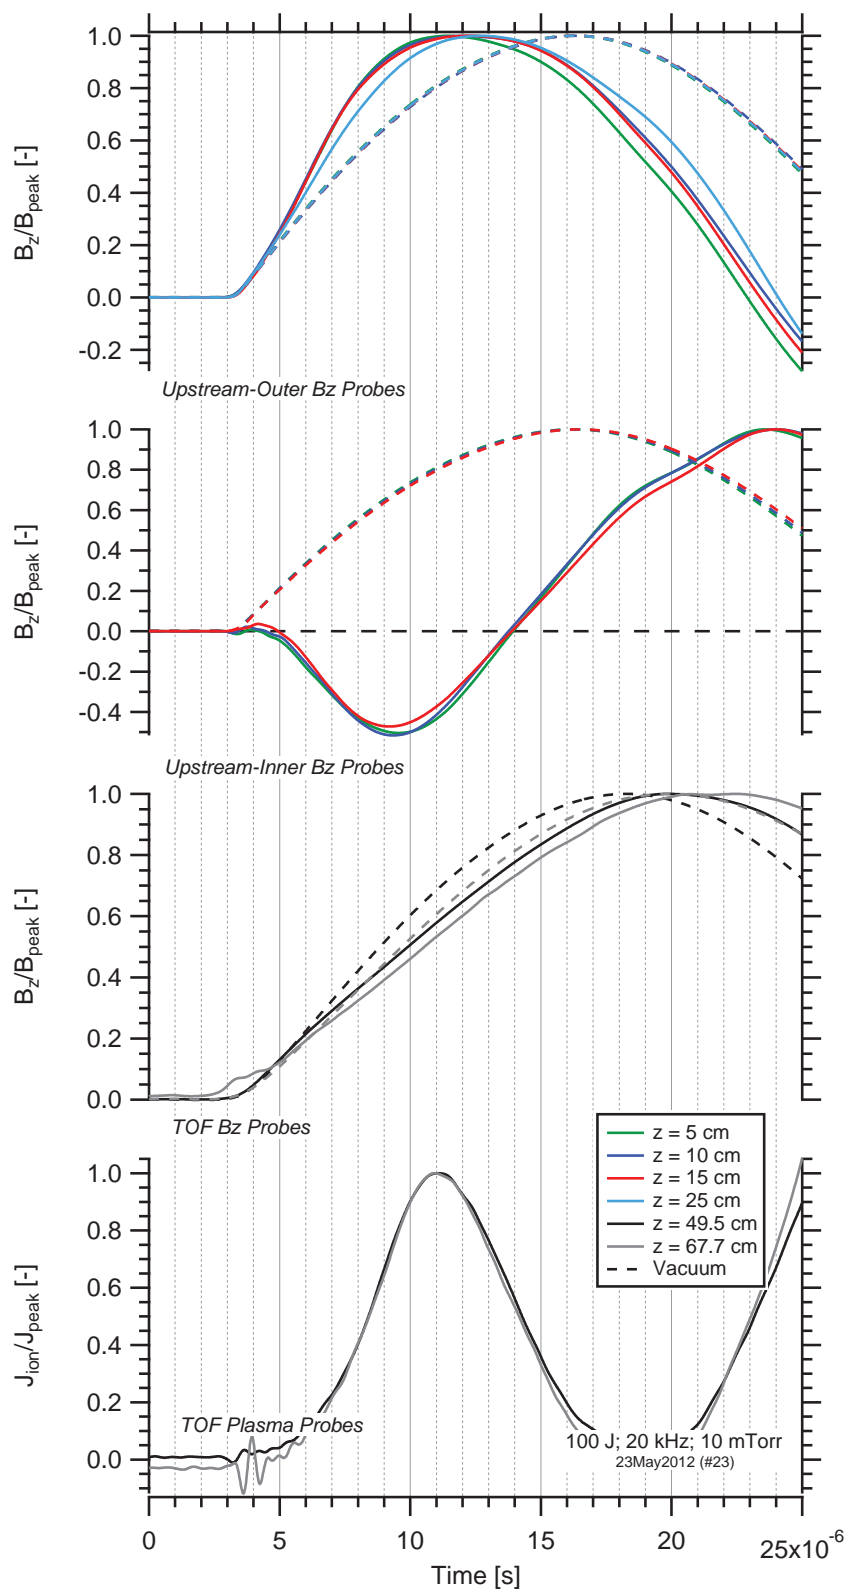 1.0
0.8
0.6
0.4
0.2
0.0
-0.2
Bz/Bpeak [-]
Upstream-Outer Bz Probes
1.0
0.8
0.6
0.4
0.2
0.0
-0.2
-0.4
Bz/Bpeak [-]
Upstream-Inner Bz Probes
1.0
0.8
0.6
0.4
0.2
0.0
Bz/Bpeak [-]
TOF Bz Probes
z = 5 cm
z = 10 cm
z = 15 cm
z = 25 cm
z = 49.5 cm
z = 67.7 cm
Vacuum
1.0
0.8
0.6
0.4
0.2
0.0
Jion/Jpeak [-]
TOF Plasma Probes
100 J; 20 kHz; 10 mTorr
23May2012 (#23)
0 5 10 15 20 25x10^-6
Time [s]